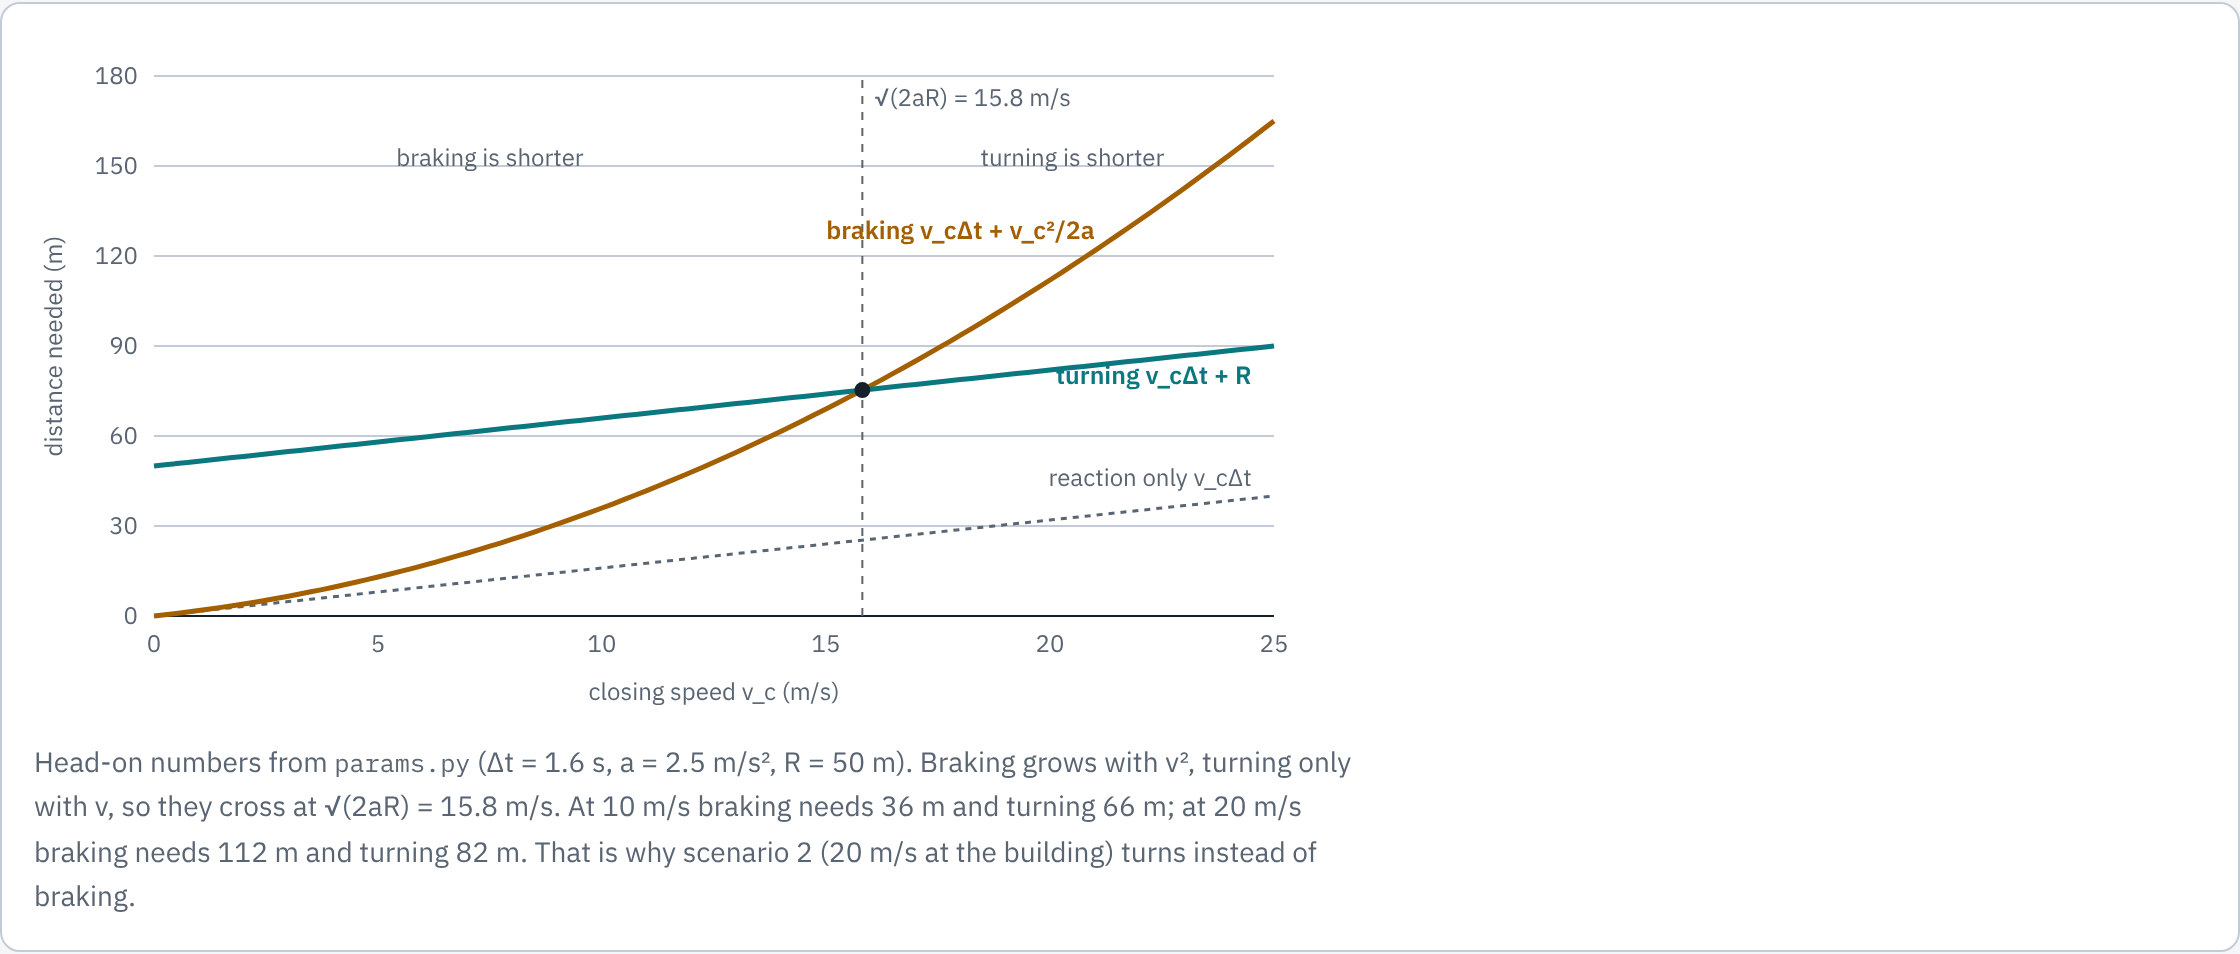 180
√(2aR) = 15.8 m/s
braking is shorter
turning is shorter
150
braking v_cΔt + v_c²/2a
120
distance needed (m)
90
turning v_cΔt + R
60
reaction only v_cΔt
30
0
0 5 10 15 20 25
closing speed v_c (m/s)
Head-on numbers from params.py (Δt = 1.6 s, a = 2.5 m/s², R = 50 m). Braking grows with v², turning only
with v, so they cross at √(2aR) = 15.8 m/s. At 10 m/s braking needs 36 m and turning 66 m; at 20 m/s
braking needs 112 m and turning 82 m. That is why scenario 2 (20 m/s at the building) turns instead of
braking.